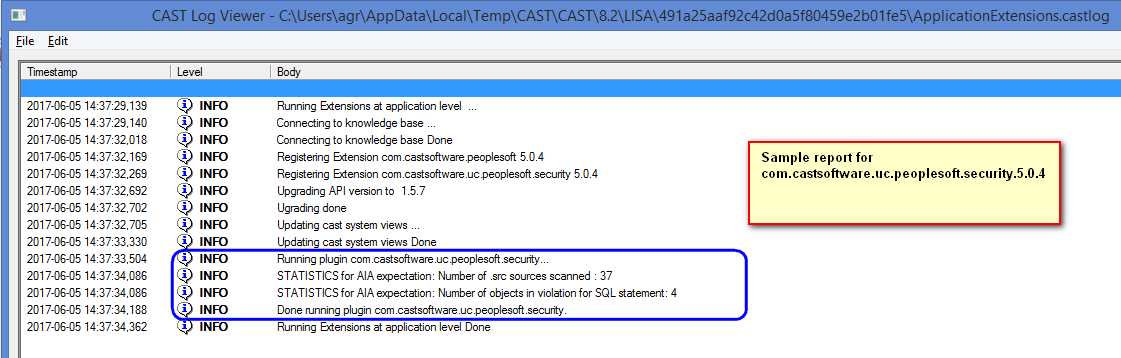 CAST Log Viewer - C:\Users\agr\AppData\Local\Temp\CAST\CAST\8.2\LISA\491a25aaf92c42d0a5f80459e2b01fe5\ApplicationExtensions.castlog
File Edit
Timestamp Level Body
2017-06-05 14:37:29,139 INFO Running Extensions at application level ...
2017-06-05 14:37:29,140 INFO Connecting to knowledge base ...
2017-06-05 14:37:32,018 INFO Connecting to knowledge base Done
2017-06-05 14:37:32,169 INFO Registering Extension com.castsoftware.peoplesoft 5.0.4
2017-06-05 14:37:32,269 INFO Registering Extension com.castsoftware.uc.peoplesoft.security 5.0.4
2017-06-05 14:37:32,692 INFO Upgrading API version to 1.5.7
2017-06-05 14:37:32,702 INFO Ugrading done
2017-06-05 14:37:32,705 INFO Updating cast system views ...
2017-06-05 14:37:33,330 INFO Updating cast system views Done
2017-06-05 14:37:33,504 INFO Running plugin com.castsoftware.uc.peoplesoft.security...
2017-06-05 14:37:34,086 INFO STATISTICS for AIA expectation: Number of .src sources scanned : 37
2017-06-05 14:37:34,086 INFO STATISTICS for AIA expectation: Number of objects in violation for SQL statement: 4
2017-06-05 14:37:34,188 INFO Done running plugin com.castsoftware.uc.peoplesoft.security.
2017-06-05 14:37:34,362 INFO Running Extensions at application level Done
Sample report for
com.castsoftware.uc.peoplesoft.security.5.0.4